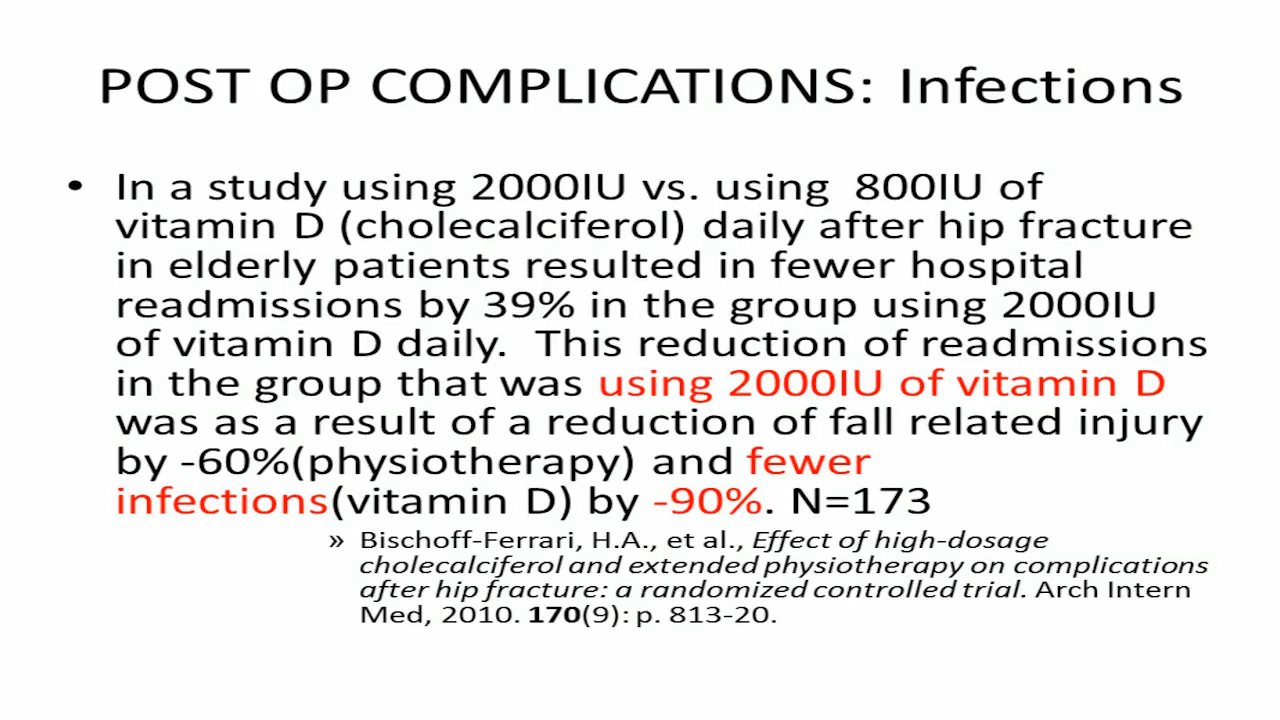 POST OP COMPLICATIONS: Infections
• In a study using 2000IU vs. using 800IU of
vitamin D (cholecalciferol) daily after hip fracture
in elderly patients resulted in fewer hospital
readmissions by 39% in the group using 2000IU
of vitamin D daily. This reduction of readmissions
in the group that was using 2000IU of vitamin D
was as a result of a reduction of fall related injury
by -60%(physiotherapy) and fewer
infections(vitamin D) by -90%. N=173
» Bischoff-Ferrari, H.A., et al., Effect of high-dosage
cholecalciferol and extended physiotherapy on complications
after hip fracture: a randomized controlled trial. Arch Intern
Med, 2010. 170(9): p. 813-20.